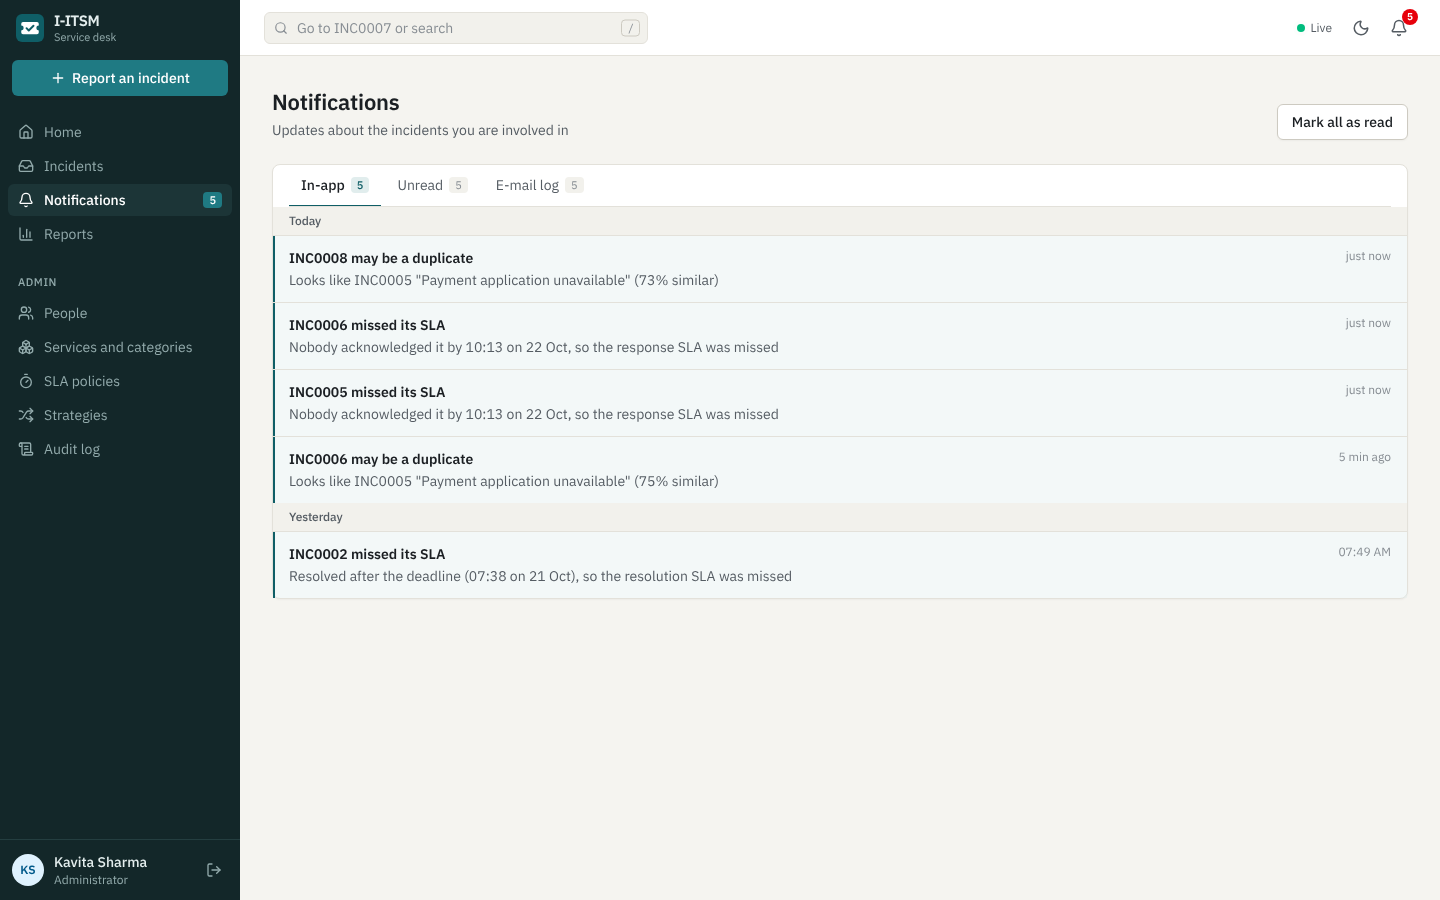 I-ITSM
Service desk
Report an incident
Home
Incidents
Notifications 5
Reports
ADMIN
People
Services and categories
SLA policies
Strategies
Audit log
KS
Kavita Sharma
Administrator
Go to INC0007 or search /
Live
5
Notifications
Updates about the incidents you are involved in
Mark all as read
In-app 5 Unread 5 E-mail log 5
Today
INC0008 may be a duplicate just now
Looks like INC0005 "Payment application unavailable" (73% similar)
INC0006 missed its SLA just now
Nobody acknowledged it by 10:13 on 22 Oct, so the response SLA was missed
INC0005 missed its SLA just now
Nobody acknowledged it by 10:13 on 22 Oct, so the response SLA was missed
INC0006 may be a duplicate 5 min ago
Looks like INC0005 "Payment application unavailable" (75% similar)
Yesterday
INC0002 missed its SLA 07:49 AM
Resolved after the deadline (07:38 on 21 Oct), so the resolution SLA was missed